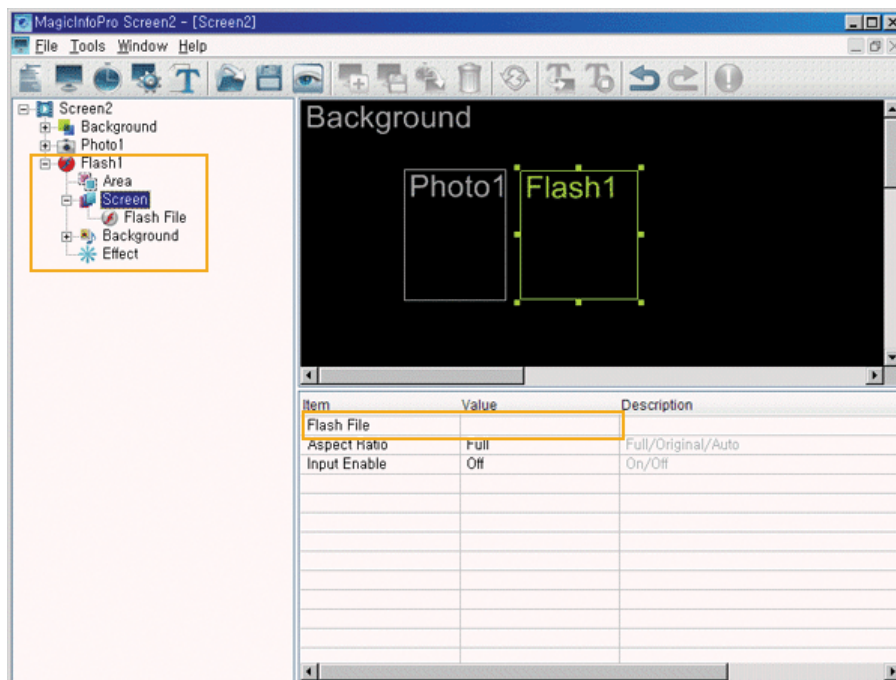 MagicInfoPro Screen2 - [Screen2]
File Tools Window Help
Screen2
Background
Photo1
Flash1
Area
Screen
Flash File
Background
Effect
Background
Photo1
Flash1
Item Value Description
Flash File
Aspect Ratio Full Full/Original/Auto
Input Enable Off On/Off